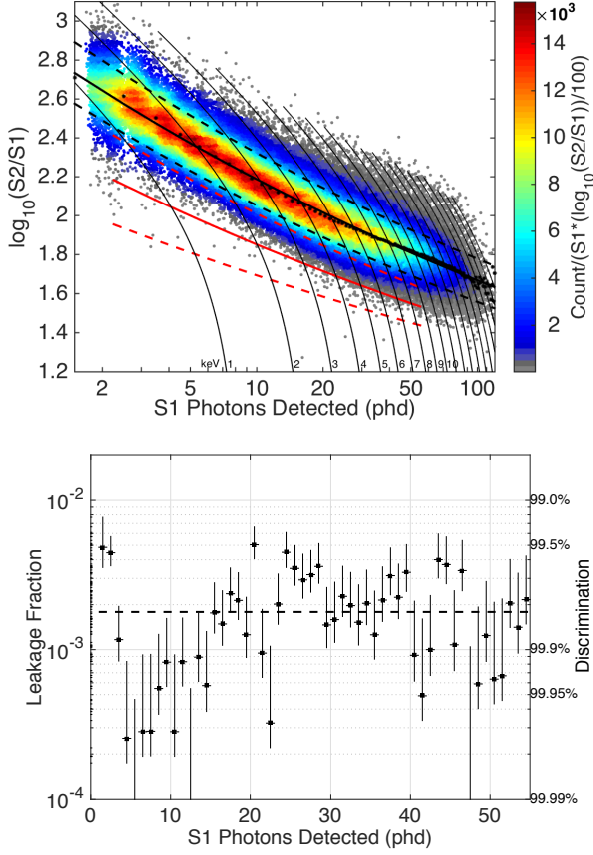 ×10³
3
2.8
2.6
2.4
2.2
2
1.8
1.6
1.4
1.2
log₁₀(S2/S1)
keV 1 2 3 4 5 6 7 8 9 10
2 5 10 20 50 100
S1 Photons Detected (phd)
14
12
10
8
6
4
2
Count/(S1*(log₁₀(S2/S1))/100)
10⁻²
10⁻³
10⁻⁴
Leakage Fraction
99.0%
99.5%
99.9%
99.95%
99.99%
Discrimination
0 10 20 30 40 50
S1 Photons Detected (phd)